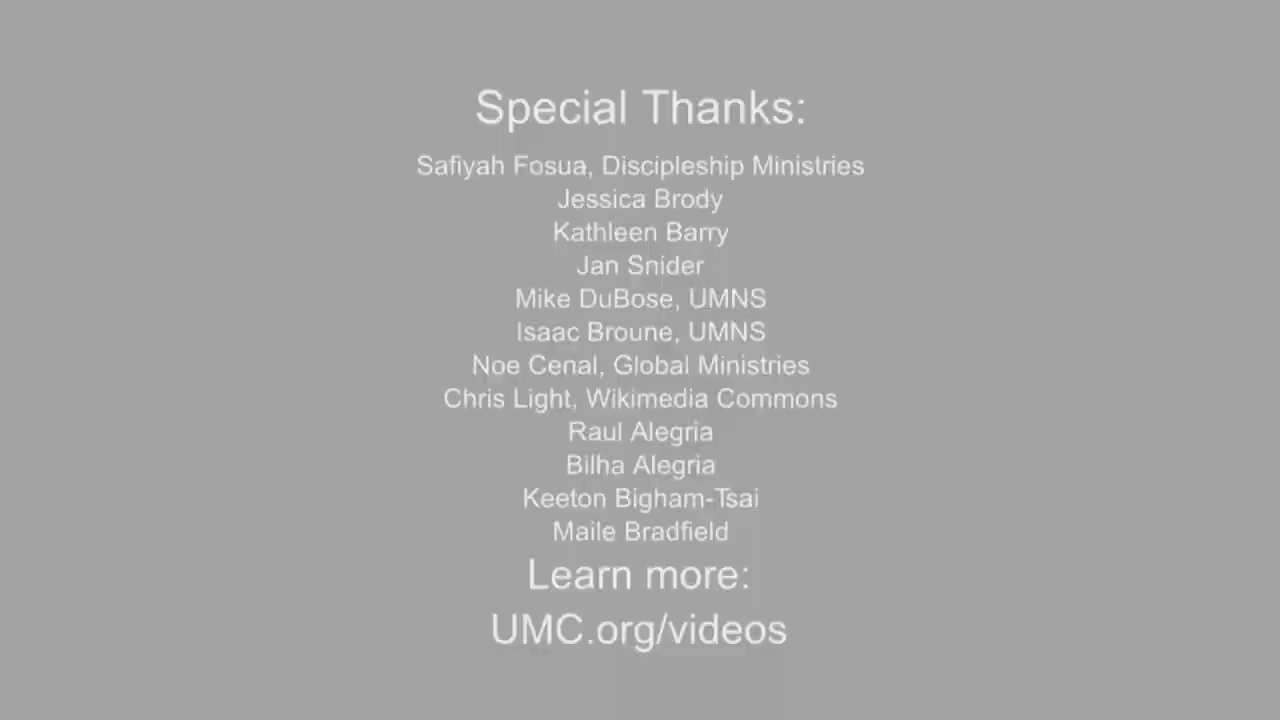 Special Thanks:
Safiyah Fosua, Discipleship Ministries
Jessica Brody
Kathleen Barry
Jan Snider
Mike DuBose, UMNS
Isaac Broune, UMNS
Noe Cenal, Global Ministries
Chris Light, Wikimedia Commons
Raul Alegria
Bilha Alegria
Keeton Bigham-Tsai
Maile Bradfield
Learn more:
UMC.org/videos